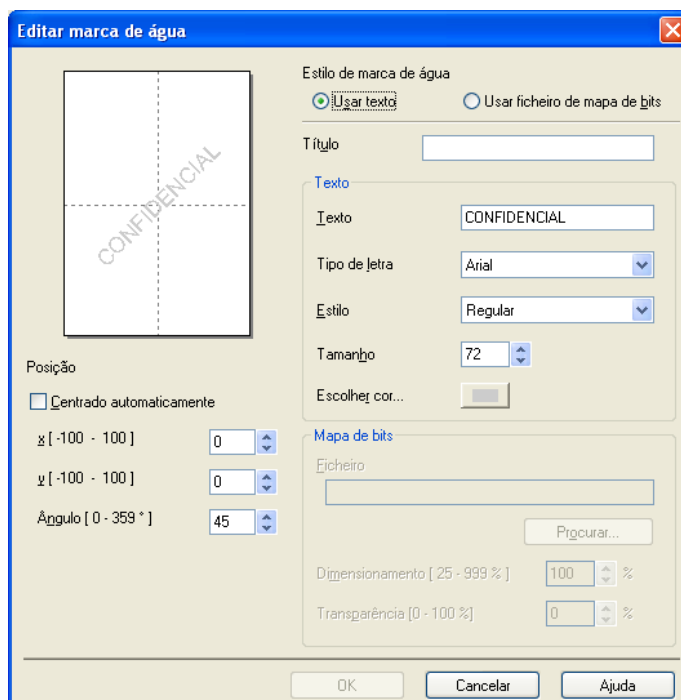 Editar marca de água
CONFIDENCIAL
Estilo de marca de água
Usar texto
Usar ficheiro de mapa de bits
Título
Texto
Texto CONFIDENCIAL
Tipo de letra Arial
Estilo Regular
Tamanho 72
Escolher cor...
Posição
Centrado automaticamente
x [ -100 - 100 ] 0
y [ -100 - 100 ] 0
Ângulo [ 0 - 359 ° ] 45
Mapa de bits
Ficheiro
Procurar...
Dimensionamento [ 25 - 999 % ] 100 %
Transparência [0 - 100 %] 0 %
OK Cancelar Ajuda